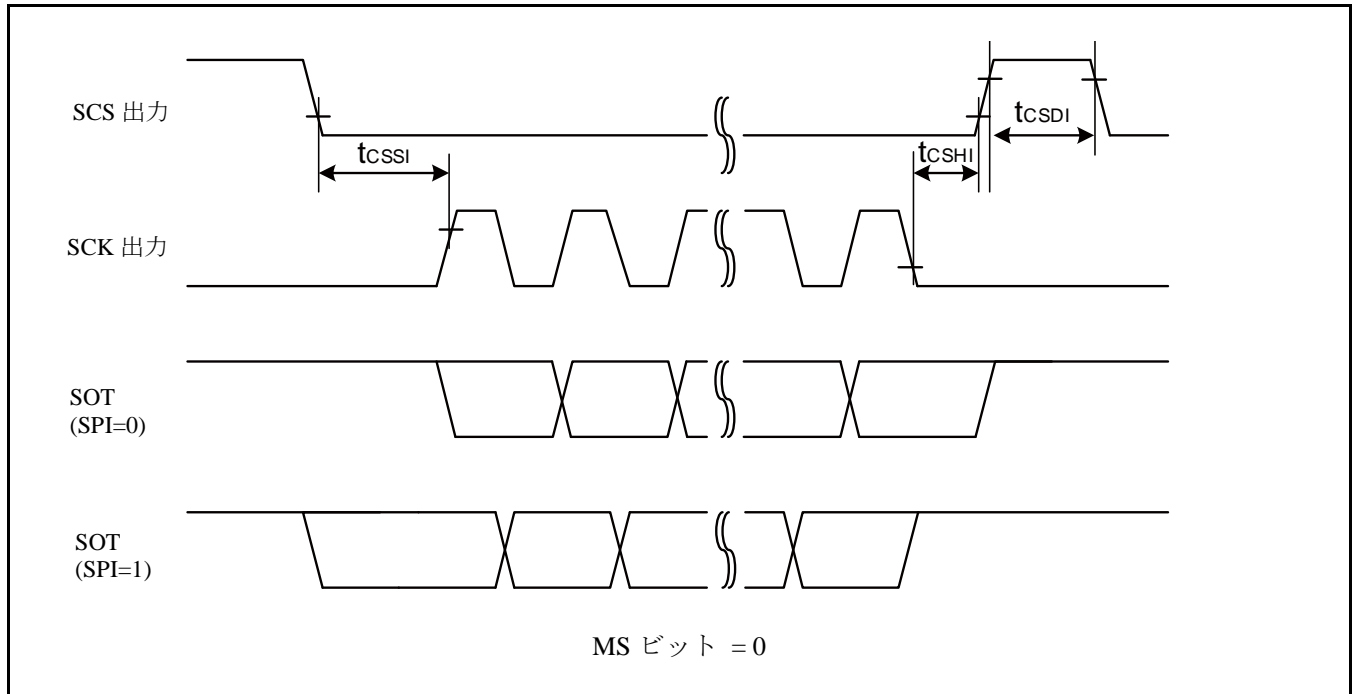 SCS 出力
tCSDI
tCSSI
tCSHI
SCK 出力
SOT
(SPI=0)
SOT
(SPI=1)
MS ビット = 0